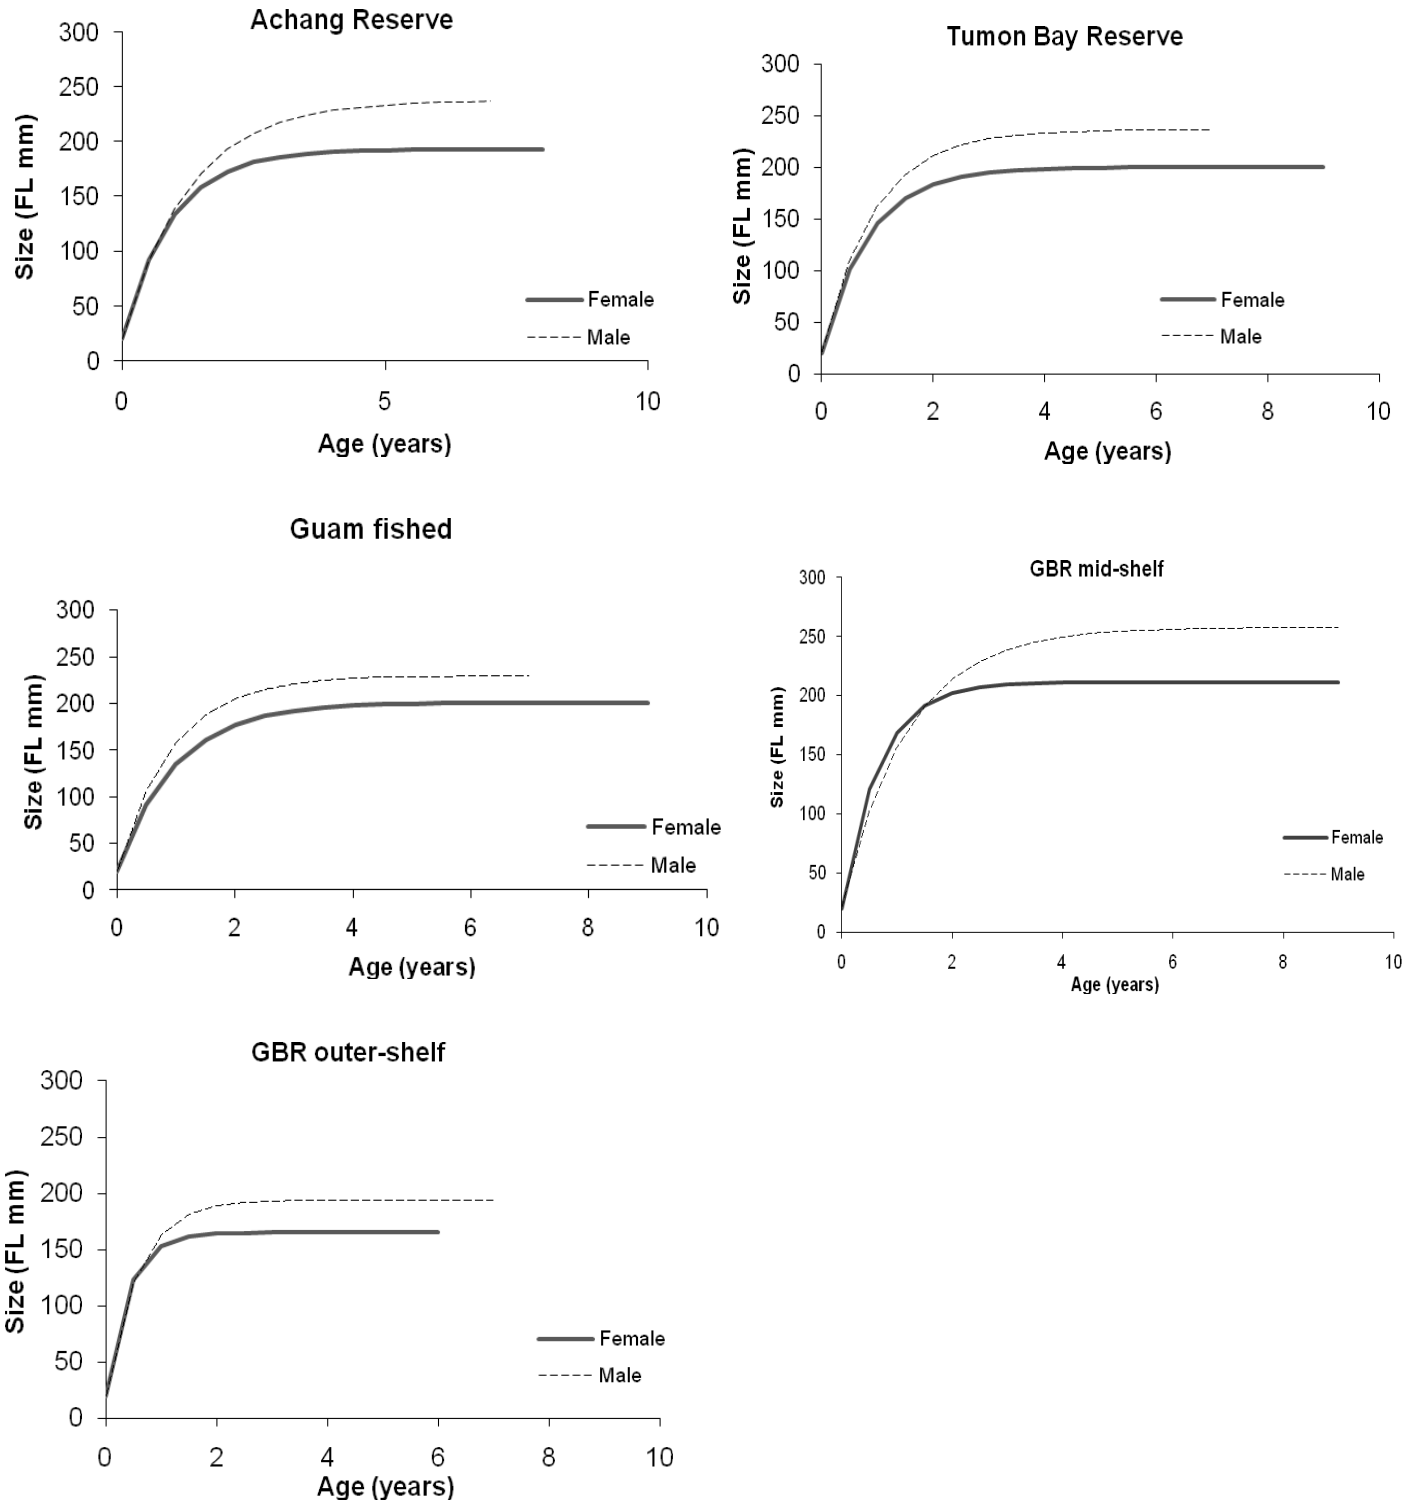 Achang Reserve
300
250
200
150
100
50
0
Size (FL mm)
Female
Male
0 5 10
Age (years)
Tumon Bay Reserve
300
250
200
150
100
50
0
Size (FL mm)
Female
Male
0 2 4 6 8 10
Age (years)
Guam fished
300
250
200
150
100
50
0
Size (FL mm)
Female
Male
0 2 4 6 8 10
Age (years)
GBR mid-shelf
300
250
200
150
100
50
0
Size (FL mm)
Female
Male
0 2 4 6 8 10
Age (years)
GBR outer-shelf
300
250
200
150
100
50
0
Size (FL mm)
Female
Male
0 2 4 6 8 10
Age (years)